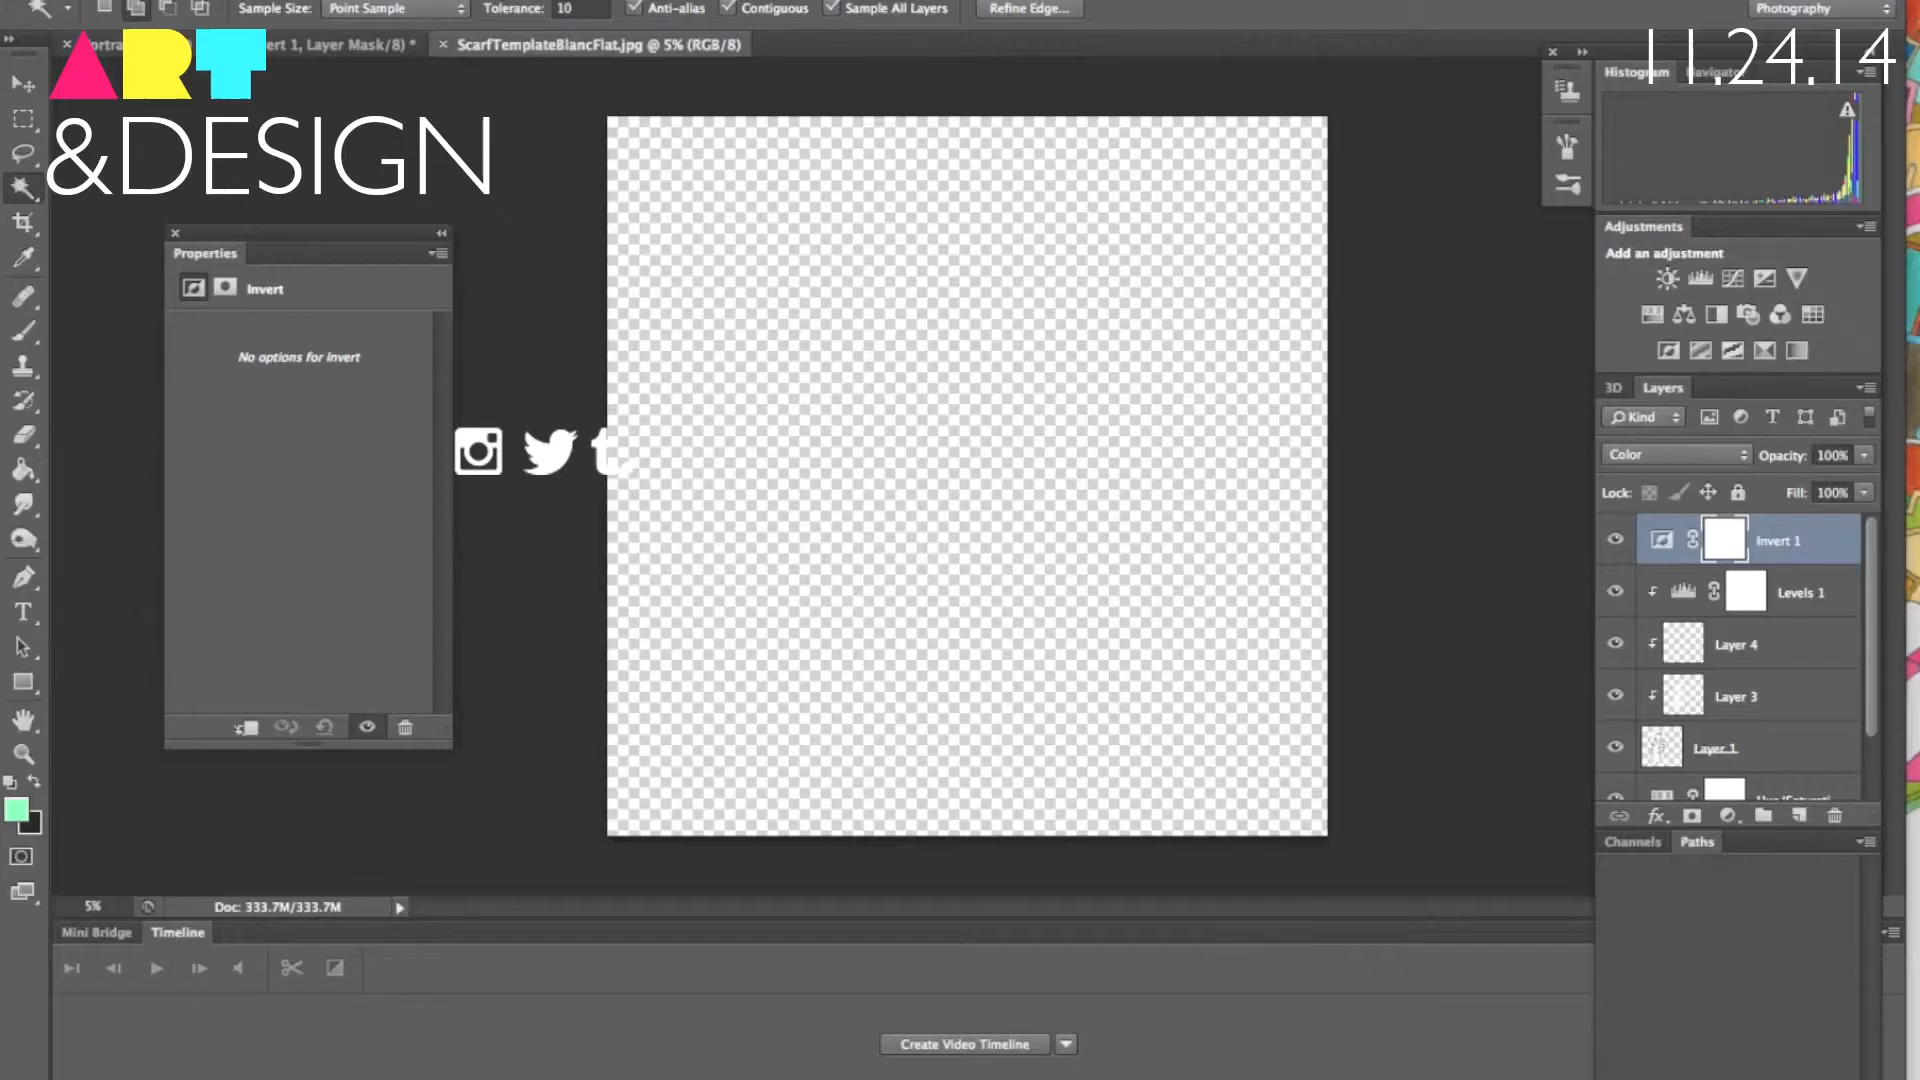 Sample Size: Point Sample Tolerance: 10 Anti-alias Contiguous Sample All Layers Refine Edge... Photography
ert 1, Layer Mask/8) * ScarfTemplateBlancFlat.jpg @ 5% (RGB/8)
ART
&DESIGN
11.24.14
Histogram Navigator
Properties
Invert
No options for invert
Adjustments
Add an adjustment
3D Layers
Kind
Color Opacity: 100%
Lock: Fill: 100%
Invert 1
Levels 1
Layer 4
Layer 3
Layer 1
Channels Paths
5% Doc: 333.7M/333.7M
Mini Bridge Timeline
Create Video Timeline